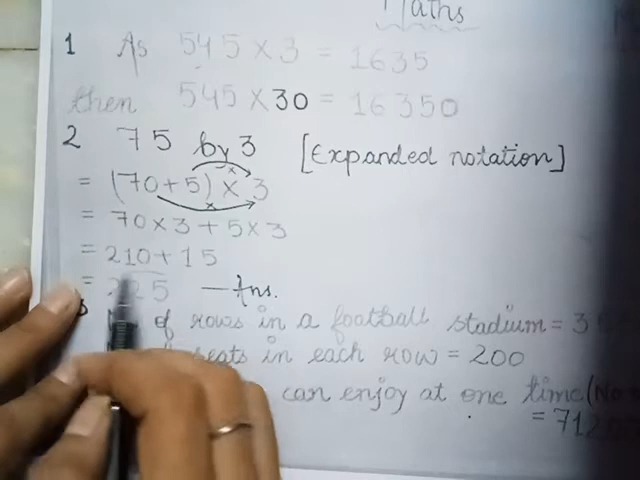 Maths
1 As 545 × 3 = 1635
then 545 × 30 = 16350
2 75 by 3 [Expanded notation]
= (70+5) × 3
= 70 × 3 + 5 × 3
= 210 + 15
= 225 — Ans.
of rows in a football stadium = 3
seats in each row = 200
can enjoy at one time (No
= 712